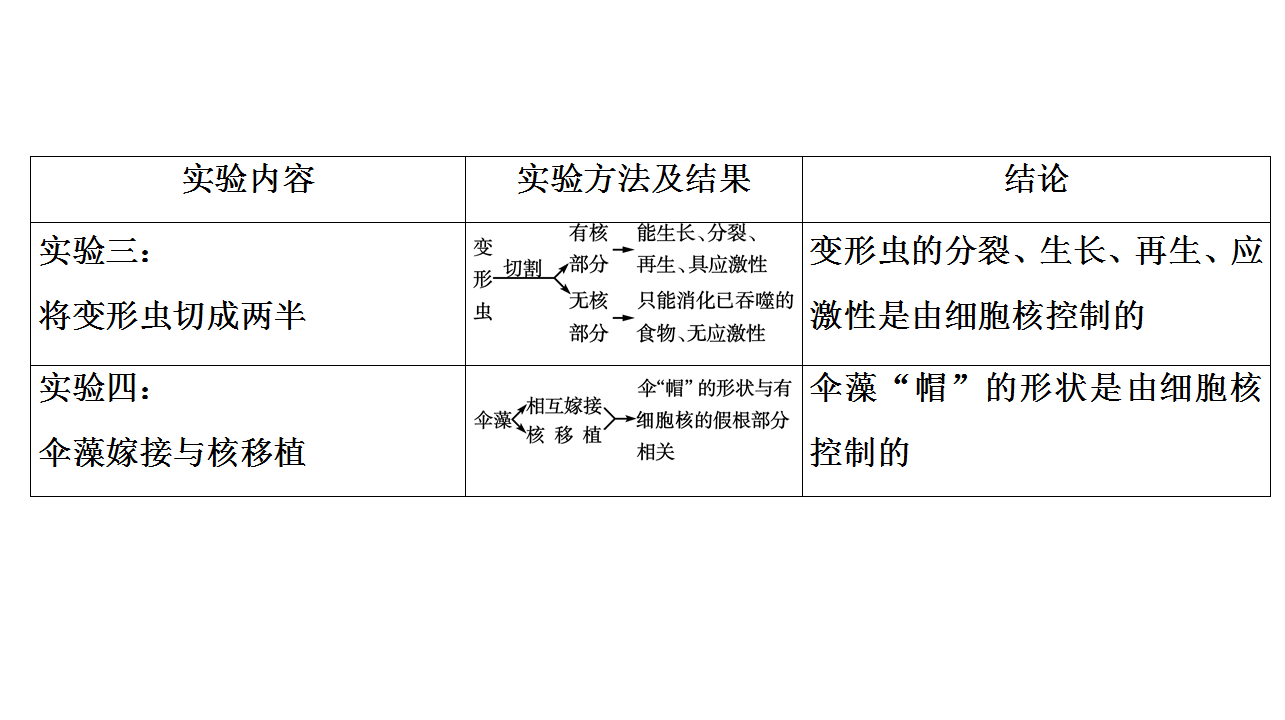 实验内容
实验方法及结果
结论
实验三：
将变形虫切成两半
变形虫
切割
有核
部分
能生长、分裂、
再生、具应激性
无核
部分
只能消化已吞噬的
食物、无应激性
变形虫的分裂、生长、再生、应
激性是由细胞核控制的
实验四：
伞藻嫁接与核移植
伞藻
相互嫁接
核移植
伞“帽”的形状与有
细胞核的假根部分
相关
伞藻“帽”的形状是由细胞核
控制的